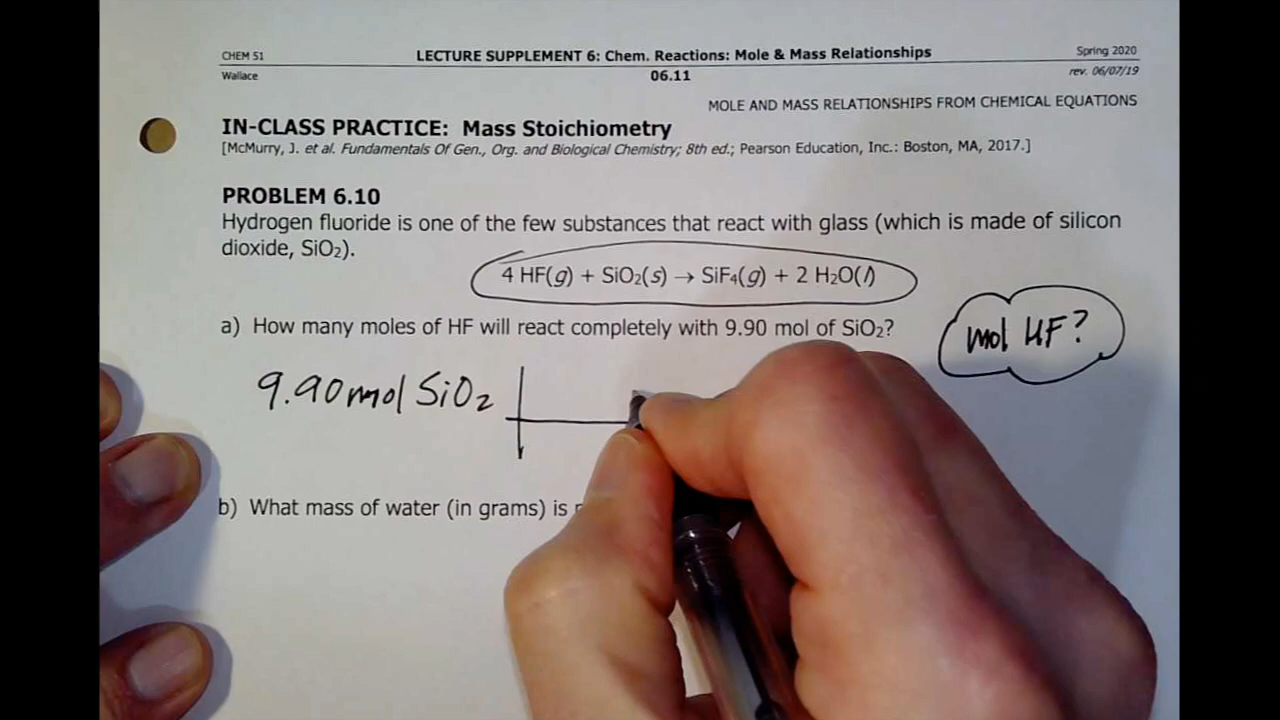 CHEM 51 LECTURE SUPPLEMENT 6: Chem. Reactions: Mole & Mass Relationships Spring 2020
Wallace 06.11 rev. 06/07/19
MOLE AND MASS RELATIONSHIPS FROM CHEMICAL EQUATIONS
IN-CLASS PRACTICE: Mass Stoichiometry
[McMurry, J. et al. Fundamentals Of Gen., Org. and Biological Chemistry; 8th ed.; Pearson Education, Inc.: Boston, MA, 2017.]
PROBLEM 6.10
Hydrogen fluoride is one of the few substances that react with glass (which is made of silicon
dioxide, SiO₂).
4 HF(g) + SiO₂(s) → SiF₄(g) + 2 H₂O(l)
a) How many moles of HF will react completely with 9.90 mol of SiO₂?
mol HF?
9.90 mol SiO₂
b) What mass of water (in grams) is